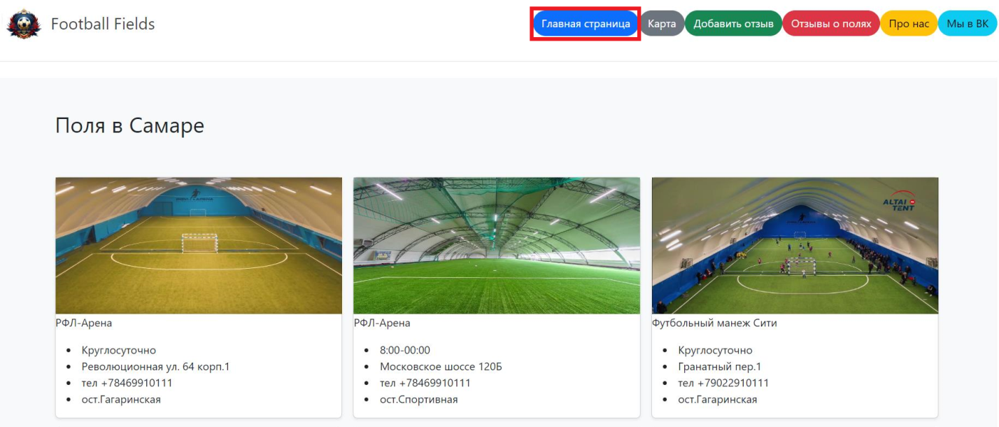 Football Fields
Главная страница
Карта
Добавить отзыв
Отзывы о полях
Про нас
Мы в ВК
Поля в Самаре
ALTAI
TENT
РФЛ-Арена
Круглосуточно
Революционная ул. 64 корп.1
тел +78469910111
ост.Гагаринская
РФЛ-Арена
8:00-00:00
Московское шоссе 120Б
тел +78469910111
ост.Спортивная
Футбольный манеж Сити
Круглосуточно
Гранатный пер.1
тел +79022910111
ост.Гагаринская